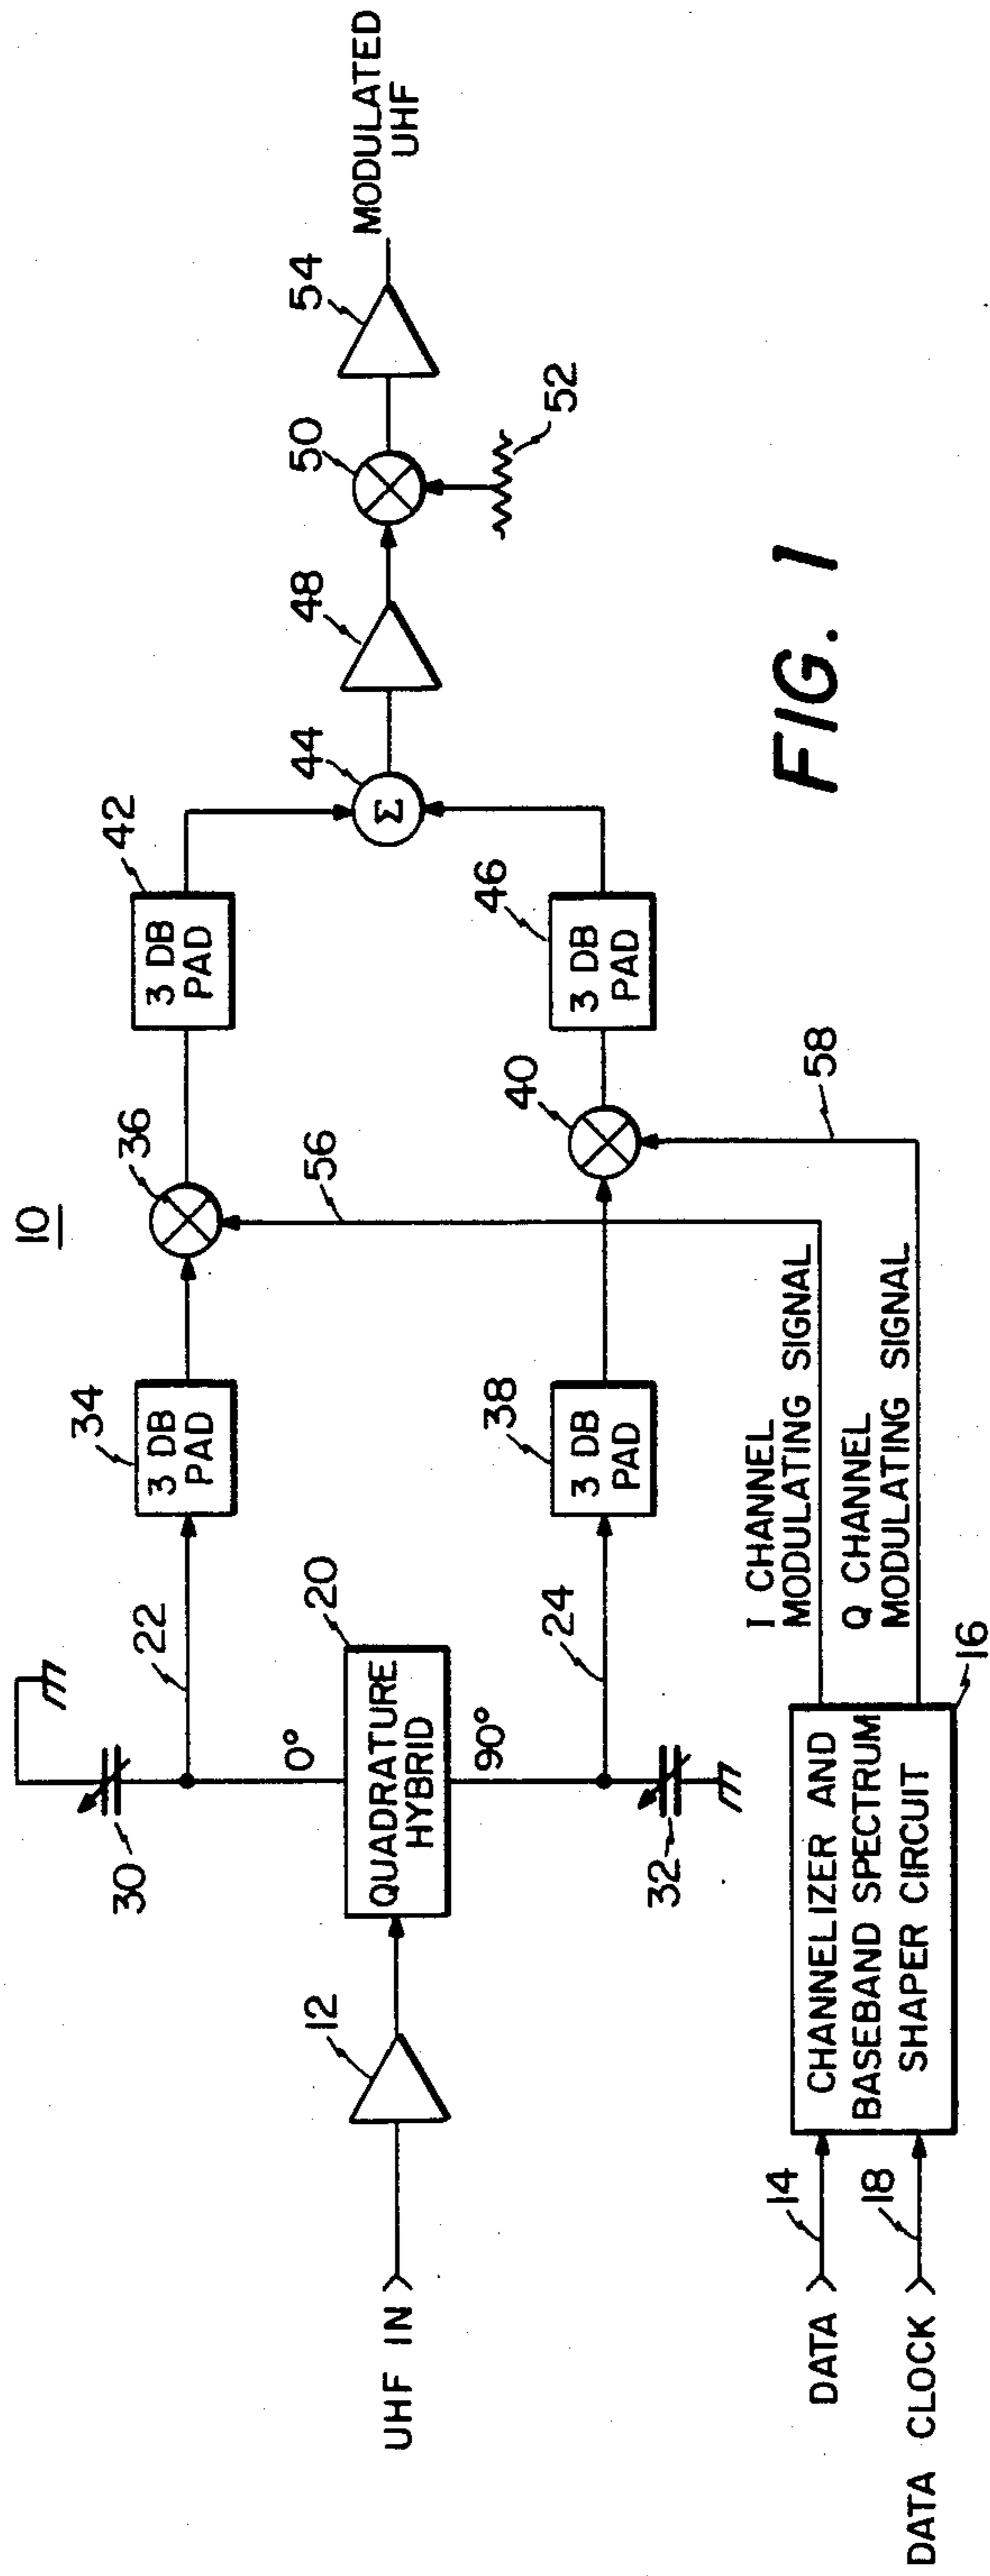 10
UHF IN
12
QUADRATURE
HYBRID
20
0°
90°
30
32
22
24
34
3 DB
PAD
38
3 DB
PAD
36
40
56
58
42
3 DB
PAD
46
3 DB
PAD
44
Σ
48
50
52
54
MODULATED
UHF
DATA
14
DATA CLOCK
18
CHANNELIZER AND
BASEBAND SPECTRUM
SHAPER CIRCUIT
16
I CHANNEL
MODULATING SIGNAL
Q CHANNEL
MODULATING SIGNAL
FIG. 1